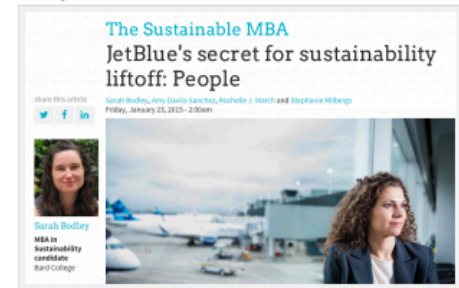 The Sustainable MBA
JetBlue's secret for sustainability
liftoff: People
share this article
Sarah Bodley, Amy Davila Sanchez, Rochelle J. March and Stephanie Milbergs
Friday, January 23, 2015 - 2:00am
Sarah Bodley
MBA in
Sustainability
candidate
Bard College